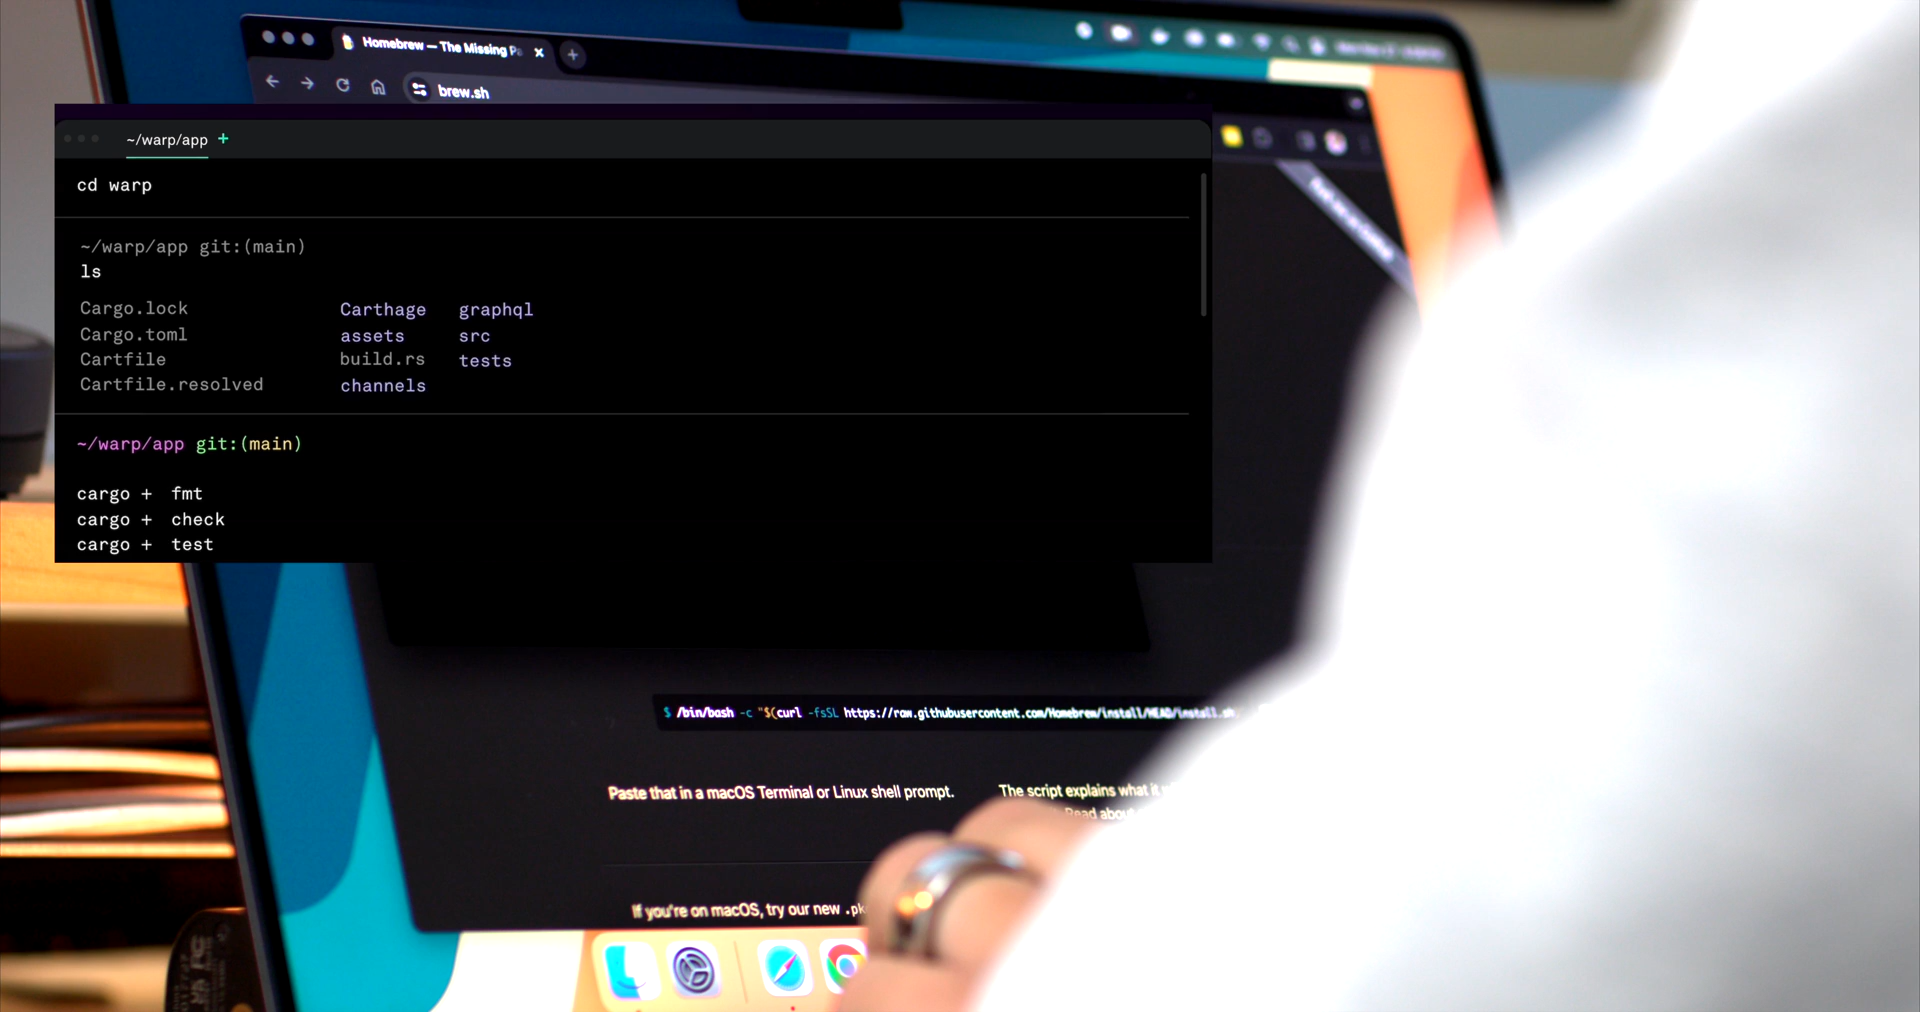 Homebrew — The Missing Pa
brew.sh
~/warp/app +
cd warp
~/warp/app git:(main)
ls
Cargo.lock Carthage graphql
Cargo.toml assets src
Cartfile build.rs tests
Cartfile.resolved channels
~/warp/app git:(main)
cargo + fmt
cargo + check
cargo + test
$ /bin/bash -c "$(curl -fsSL https://raw.githubusercontent.com/Homebrew/install/HEAD/install.sh
Paste that in a macOS Terminal or Linux shell prompt.
The script explains what it
Read about
If you're on macOS, try our new .pk